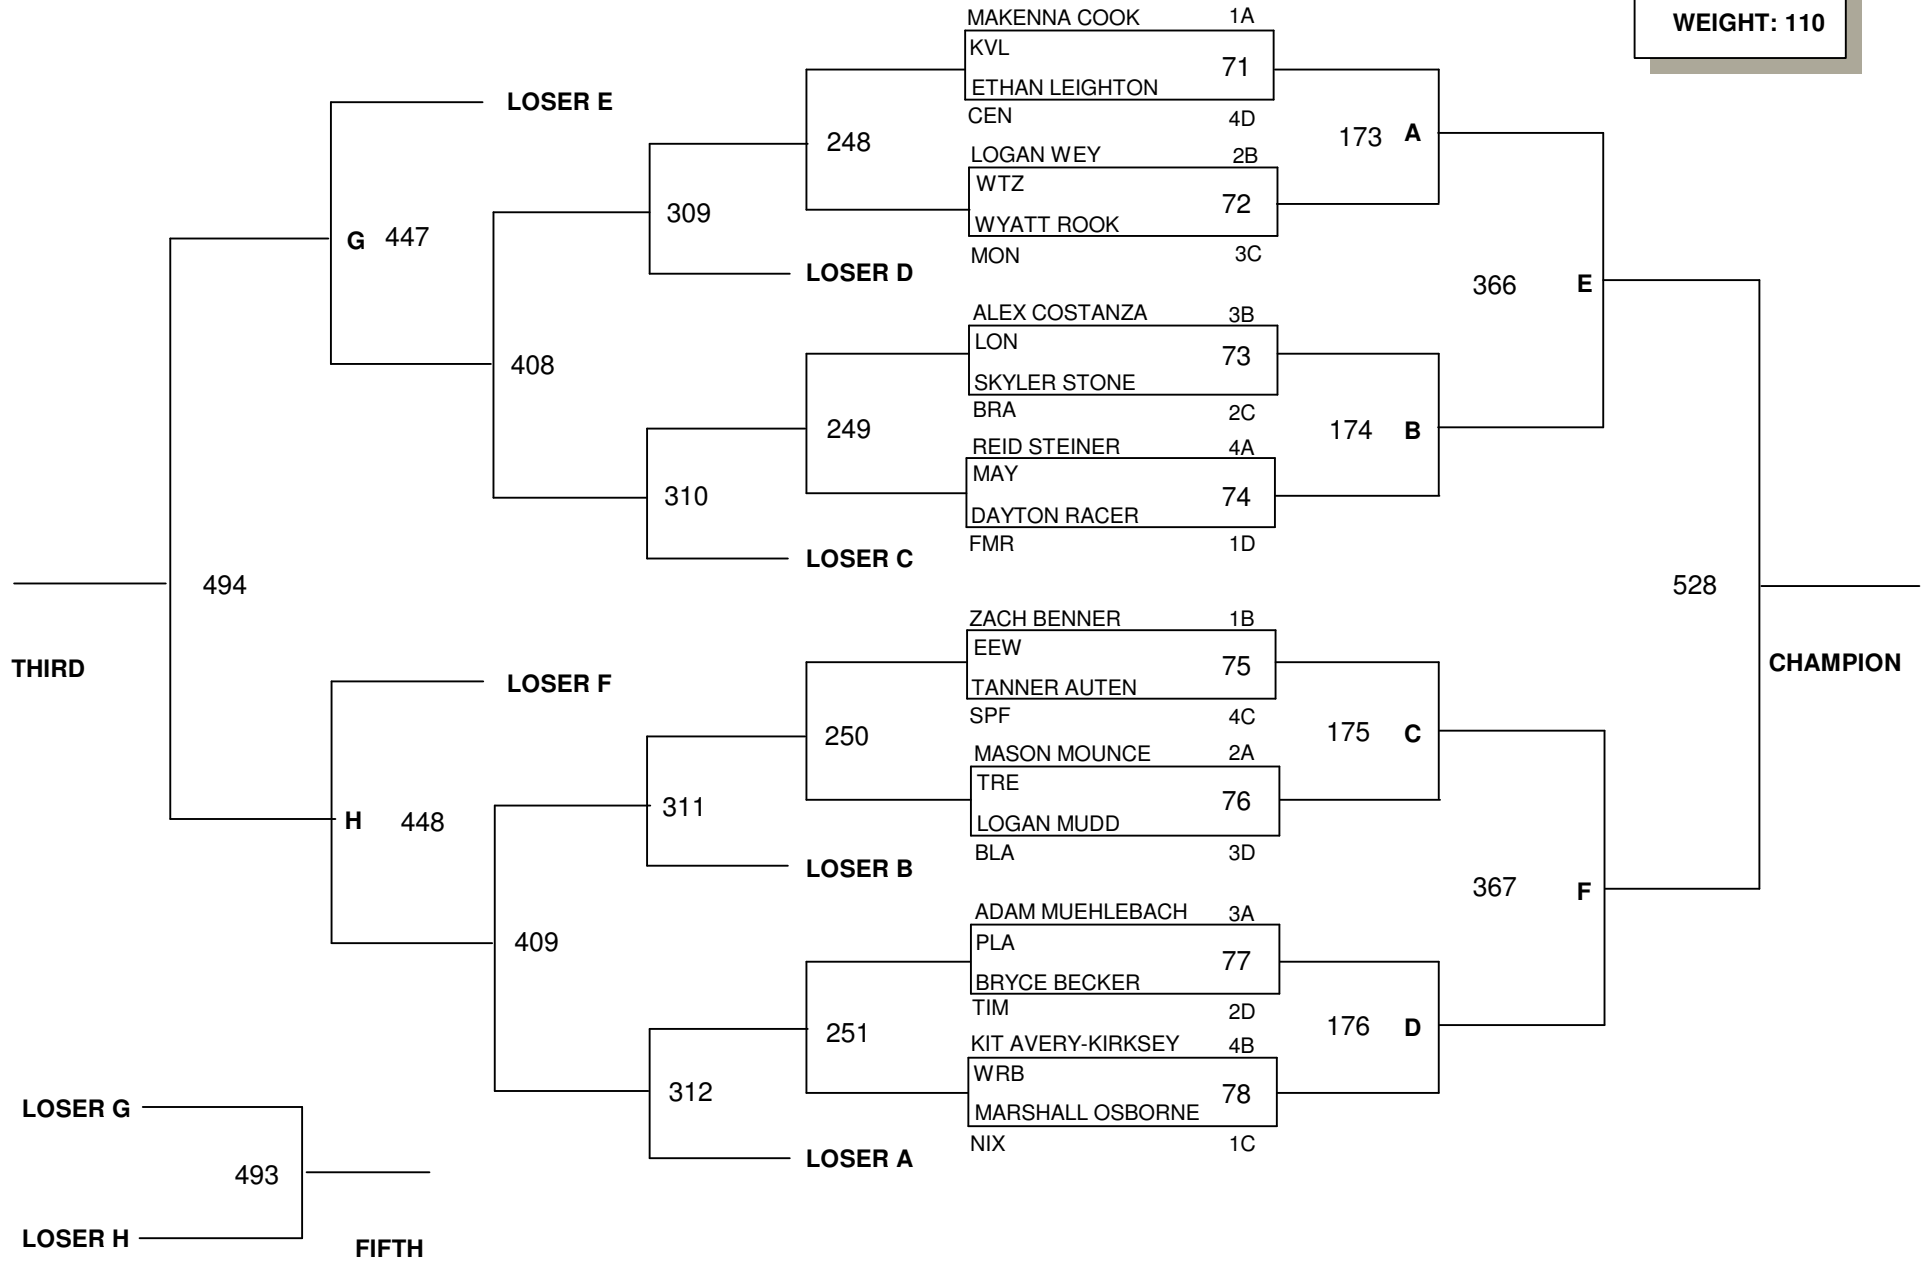 WEIGHT: 110
MAKENNA COOK 1A
KVL
71
ETHAN LEIGHTON
CEN 4D
LOGAN WEY 2B
WTZ
72
WYATT ROOK
MON 3C
ALEX COSTANZA 3B
LON
73
SKYLER STONE
BRA 2C
REID STEINER 4A
MAY
74
DAYTON RACER
FMR 1D
ZACH BENNER 1B
EEW
75
TANNER AUTEN
SPF 4C
MASON MOUNCE 2A
TRE
76
LOGAN MUDD
BLA 3D
ADAM MUEHLEBACH 3A
PLA
77
BRYCE BECKER
TIM 2D
KIT AVERY-KIRKSEY 4B
WRB
78
MARSHALL OSBORNE
NIX 1C
173 A
174 B
175 C
176 D
366 E
367 F
528
CHAMPION
248
249
250
251
309
LOSER D
310
LOSER C
311
LOSER B
312
LOSER A
408
409
LOSER E
G 447
LOSER F
H 448
494
THIRD
LOSER G
493
LOSER H
FIFTH